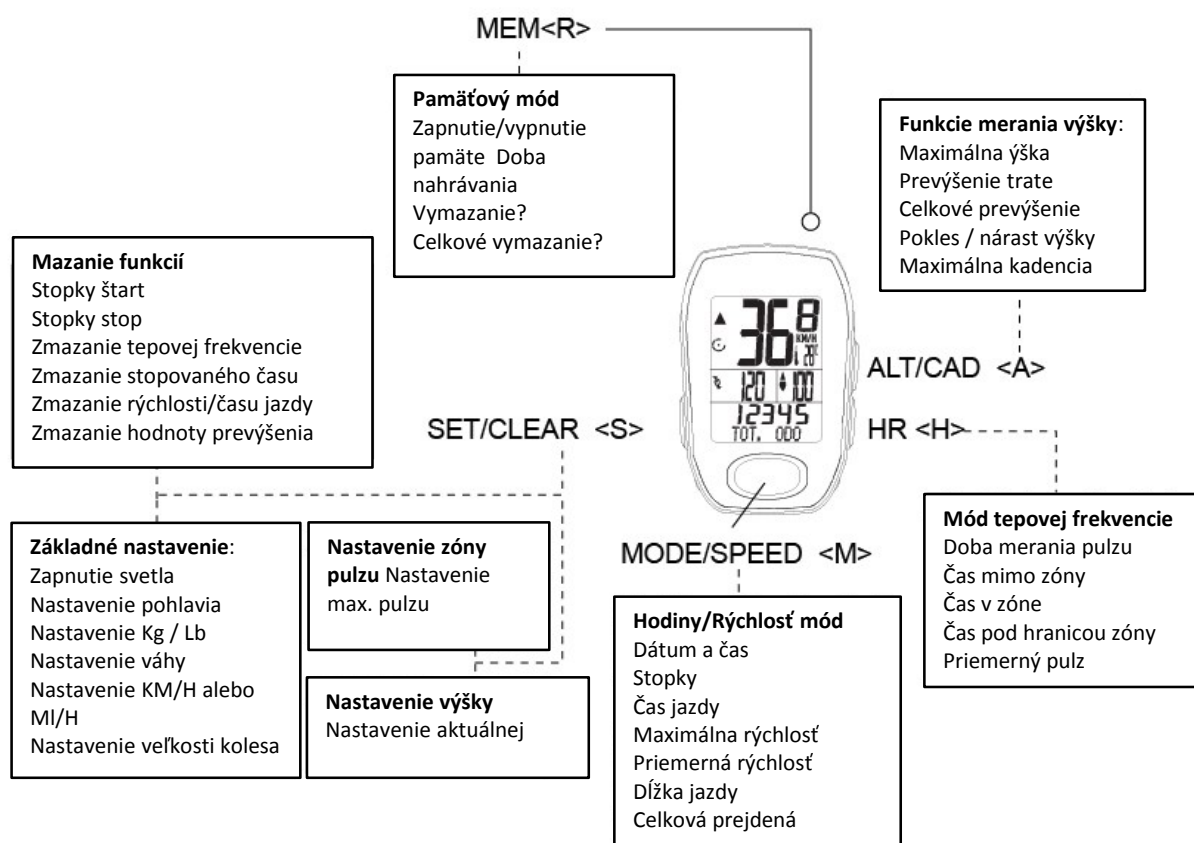 MEM<R>
Pamäťový mód
Zapnutie/vypnutie
pamäte Doba
nahrávania
Vymazanie?
Celkové vymazanie?
Funkcie merania výšky:
Maximálna ýška
Prevýšenie trate
Celkové prevýšenie
Pokles / nárast výšky
Maximálna kadencia
Mazanie funkcií
Stopky štart
Stopky stop
Zmazanie tepovej frekvencie
Zmazanie stopovaného času
Zmazanie rýchlosti/času jazdy
Zmazanie hodnoty prevýšenia
368
KM/H
28°C
120 100
12345
TOT. ODO
ALT/CAD <A>
SET/CLEAR <S>
HR <H>
MODE/SPEED <M>
Základné nastavenie:
Zapnutie svetla
Nastavenie pohlavia
Nastavenie Kg / Lb
Nastavenie váhy
Nastavenie KM/H alebo
Ml/H
Nastavenie veľkosti kolesa
Nastavenie zóny
pulzu Nastavenie
max. pulzu
Nastavenie výšky
Nastavenie aktuálnej
Hodiny/Rýchlosť mód
Dátum a čas
Stopky
Čas jazdy
Maximálna rýchlosť
Priemerná rýchlosť
Dĺžka jazdy
Celková prejdená
Mód tepovej frekvencie
Doba merania pulzu
Čas mimo zóny
Čas v zóne
Čas pod hranicou zóny
Priemerný pulz